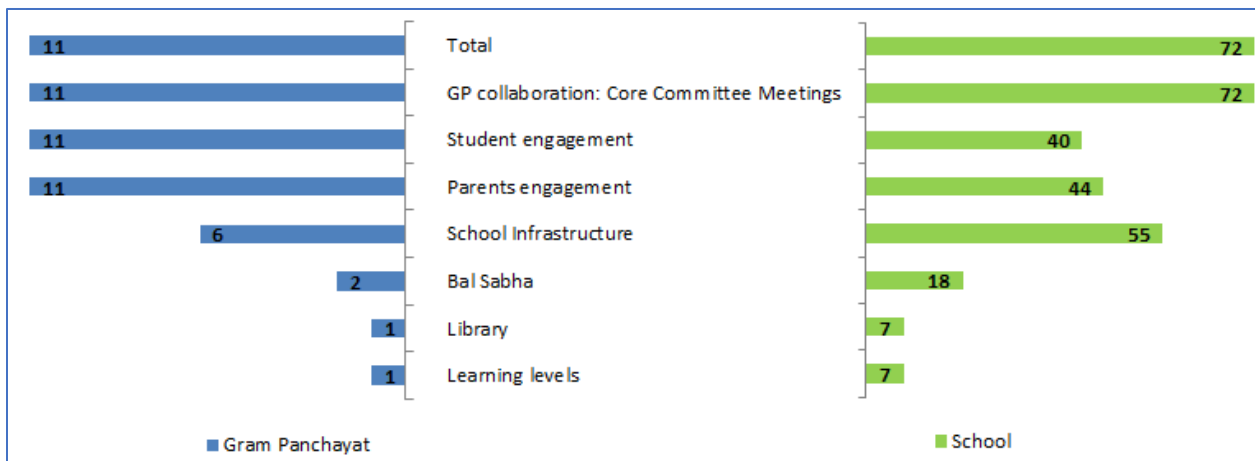 11 Total 72
11 GP collaboration: Core Committee Meetings 72
11 Student engagement 40
11 Parents engagement 44
6 School Infrastructure 55
2 Bal Sabha 18
1 Library 7
1 Learning levels 7
Gram Panchayat School